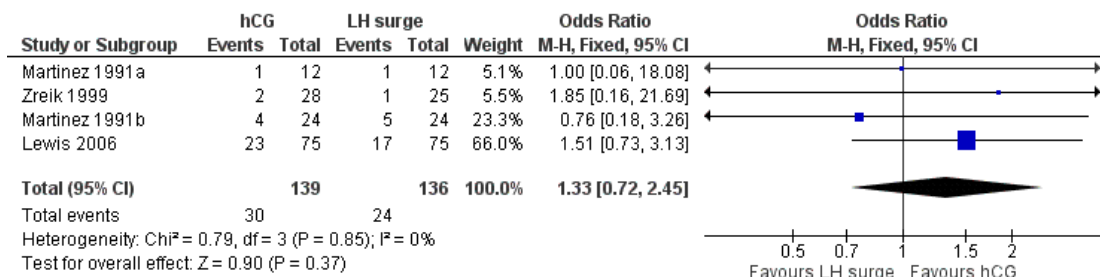 hCG LH surge Odds Ratio Odds Ratio
Study or Subgroup Events Total Events Total Weight M-H, Fixed, 95% CI M-H, Fixed, 95% CI
Martinez 1991a 1 12 1 12 5.1% 1.00 [0.06, 18.08]
Zreik 1999 2 28 1 25 5.5% 1.85 [0.16, 21.69]
Martinez 1991b 4 24 5 24 23.3% 0.76 [0.18, 3.26]
Lewis 2006 23 75 17 75 66.0% 1.51 [0.73, 3.13]
Total (95% CI) 139 136 100.0% 1.33 [0.72, 2.45]
Total events 30 24
Heterogeneity: Chi² = 0.79, df = 3 (P = 0.85); I² = 0%
Test for overall effect: Z = 0.90 (P = 0.37)
0.5 0.7 1 1.5 2
Favours LH surge Favours hCG